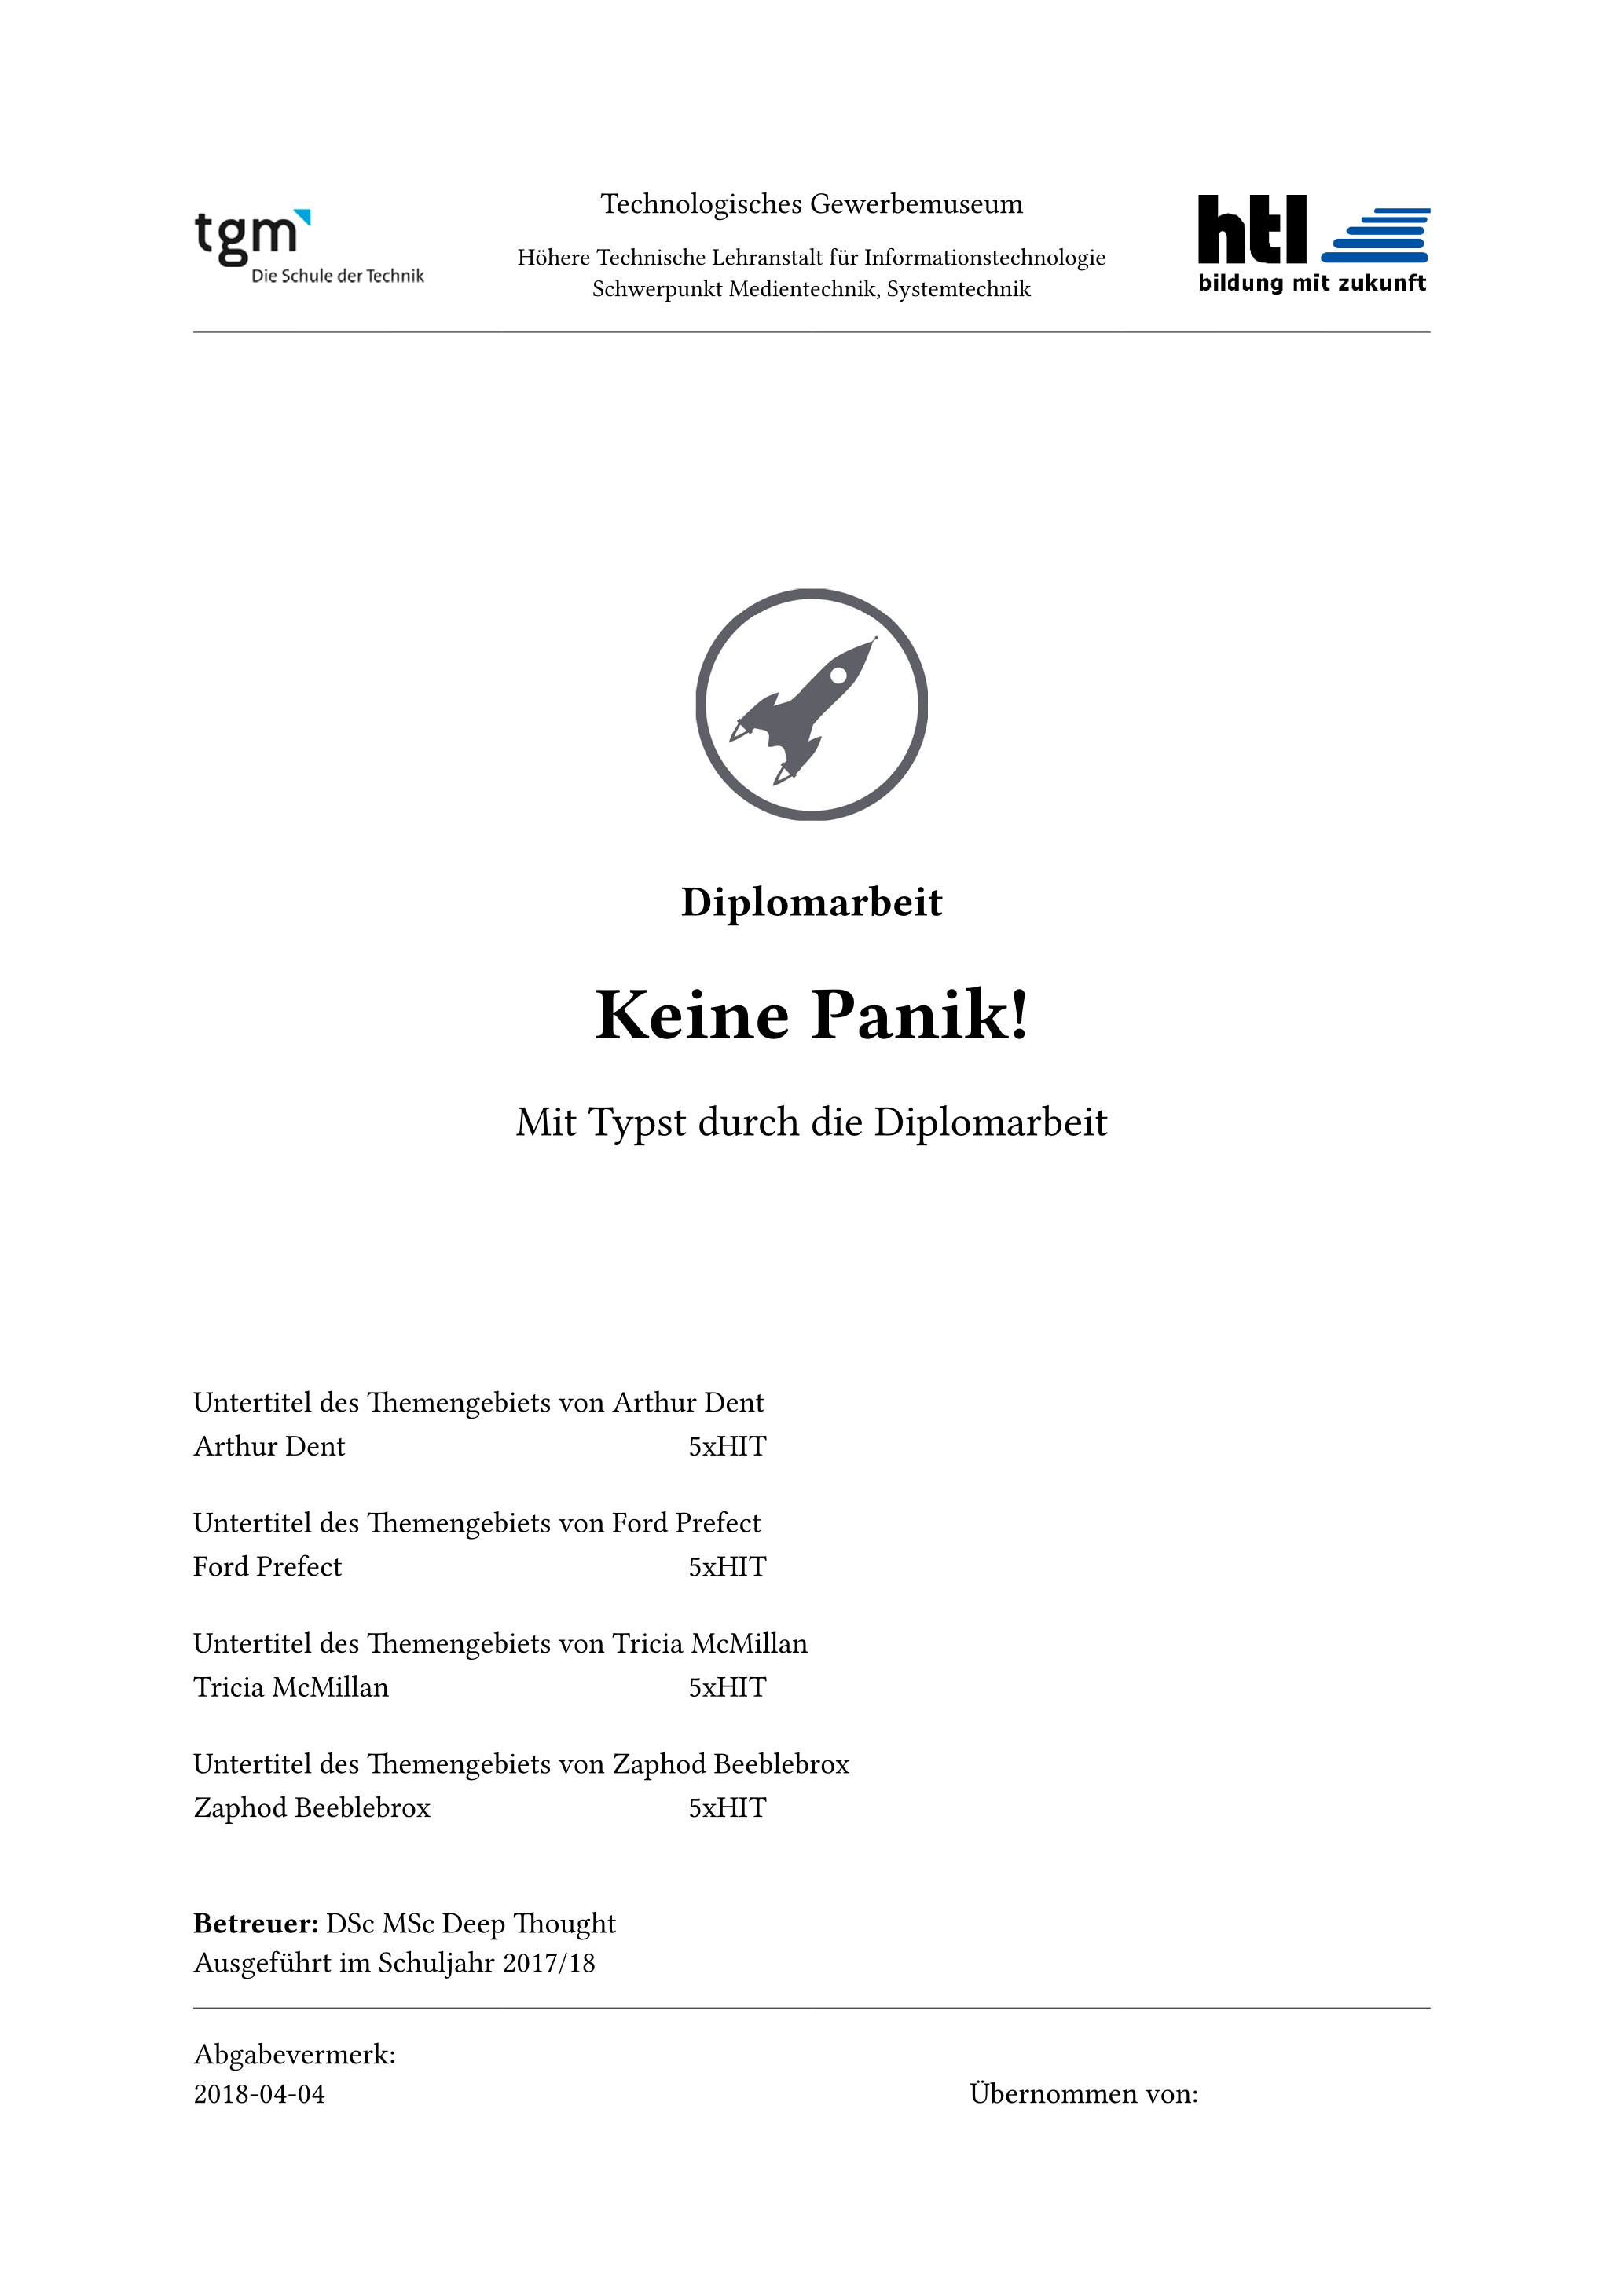 tgm
Die Schule der Technik
Technologisches Gewerbemuseum
Höhere Technische Lehranstalt für Informationstechnologie
Schwerpunkt Medientechnik, Systemtechnik
htl
bildung mit zukunft
Diplomarbeit
Keine Panik!
Mit Typst durch die Diplomarbeit
Untertitel des Themengebiets von Arthur Dent
Arthur Dent 5xHIT
Untertitel des Themengebiets von Ford Prefect
Ford Prefect 5xHIT
Untertitel des Themengebiets von Tricia McMillan
Tricia McMillan 5xHIT
Untertitel des Themengebiets von Zaphod Beeblebrox
Zaphod Beeblebrox 5xHIT
Betreuer: DSc MSc Deep Thought
Ausgeführt im Schuljahr 2017/18
Abgabevermerk:
2018-04-04 Übernommen von: